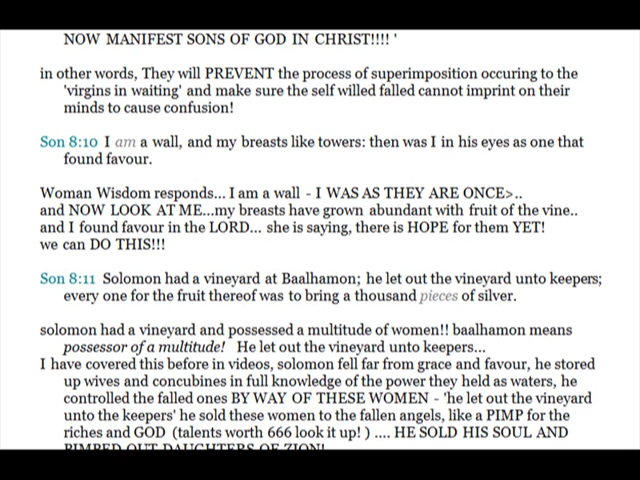 NOW MANIFEST SONS OF GOD IN CHRIST!!!! '
in other words, They will PREVENT the process of superimposition occuring to the
'virgins in waiting' and make sure the self willed falled cannot imprint on their
minds to cause confusion!
Son 8:10 I am a wall, and my breasts like towers: then was I in his eyes as one that
found favour.
Woman Wisdom responds... I am a wall - I WAS AS THEY ARE ONCE>..
and NOW LOOK AT ME...my breasts have grown abundant with fruit of the vine..
and I found favour in the LORD... she is saying, there is HOPE for them YET!
we can DO THIS!!!
Son 8:11 Solomon had a vineyard at Baalhamon; he let out the vineyard unto keepers;
every one for the fruit thereof was to bring a thousand pieces of silver.
solomon had a vineyard and possessed a multitude of women!! baalhamon means
possessor of a multitude! He let out the vineyard unto keepers...
I have covered this before in videos, solomon fell far from grace and favour, he stored
up wives and concubines in full knowledge of the power they held as waters, he
controlled the falled ones BY WAY OF THESE WOMEN - 'he let out the vineyard
unto the keepers' he sold these women to the fallen angels, like a PIMP for the
riches and GOD (talents worth 666 look it up! ) .... HE SOLD HIS SOUL AND
PIMPED OUT DAUGHTERS OF ZION!